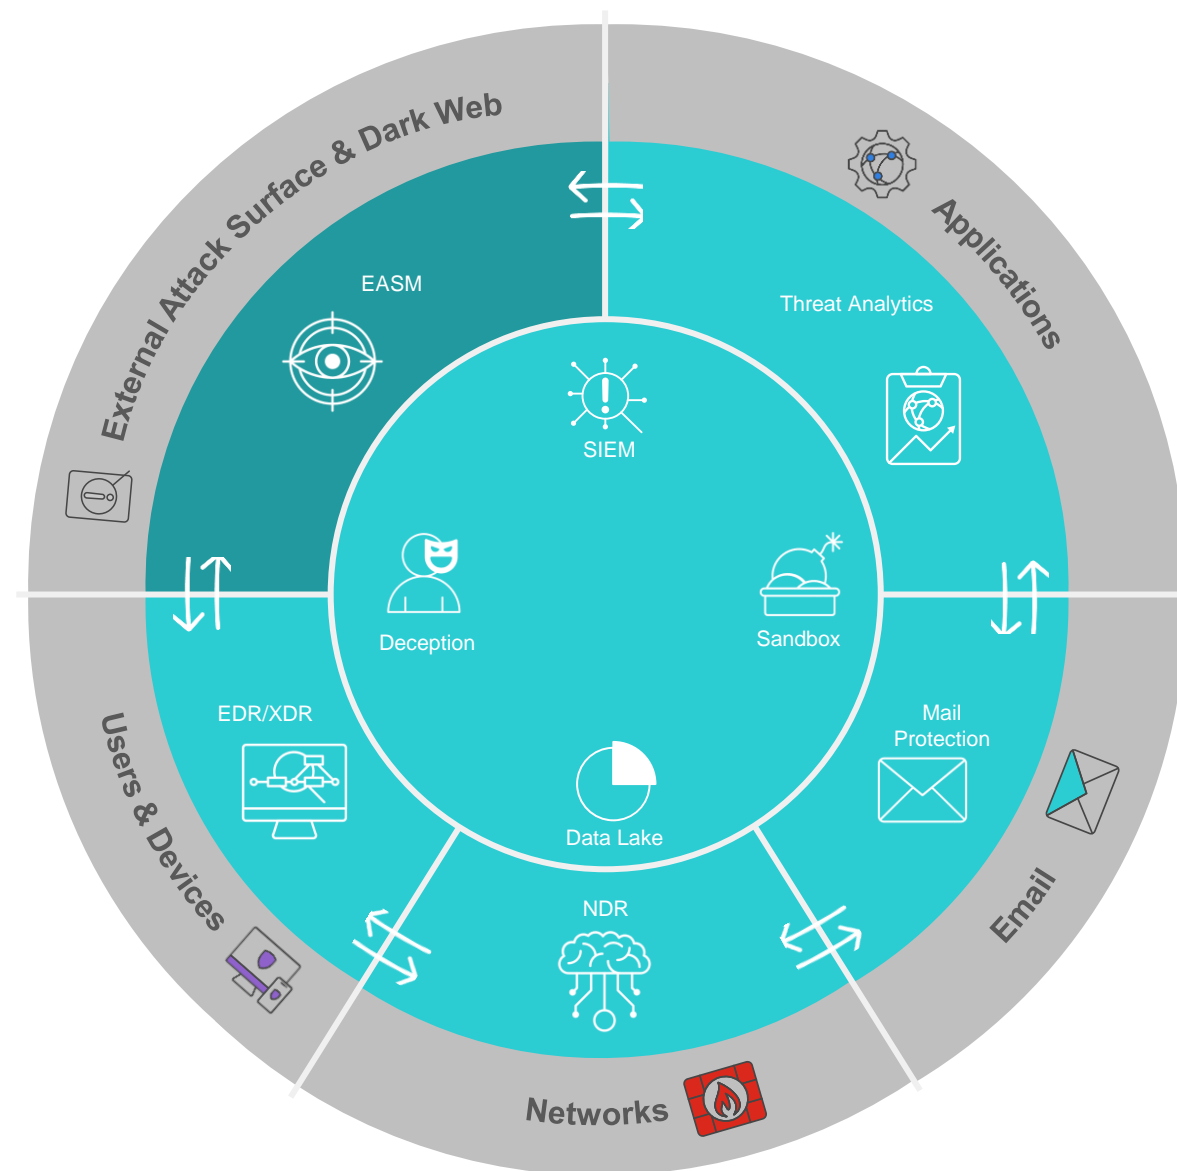 External Attack Surface & Dark Web
Applications
EASM
Threat Analytics
SIEM
Deception
Sandbox
EDR/XDR
Mail
Protection
Users & Devices
Data Lake
Email
NDR
Networks